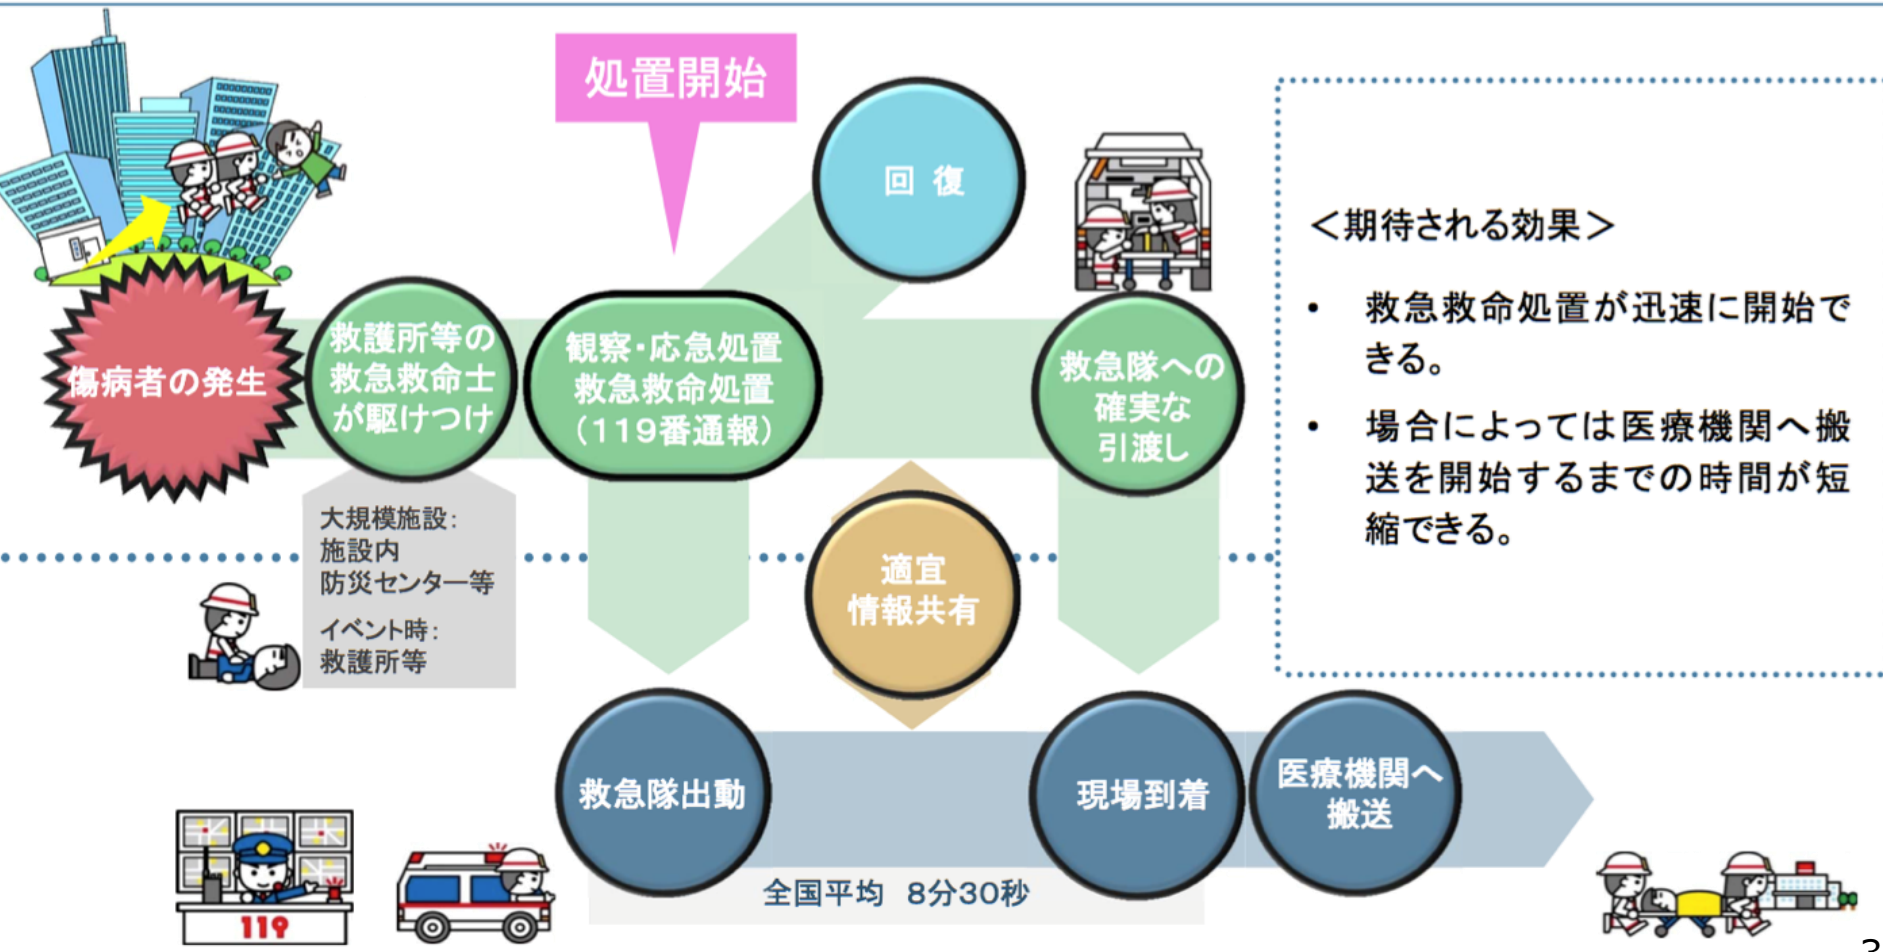 処置開始
回復
傷病者の発生
救護所等の
救急救命士
が駆けつけ
観察・応急処置
救急救命処置
（119番通報）
救急隊への
確実な
引渡し
大規模施設：
施設内
防災センター等
イベント時：
救護所等
適宜
情報共有
救急隊出動
現場到着
医療機関へ
搬送
全国平均 8分30秒
119
＜期待される効果＞
• 救急救命処置が迅速に開始で
きる。
• 場合によっては医療機関へ搬
送を開始するまでの時間が短
縮できる。
3